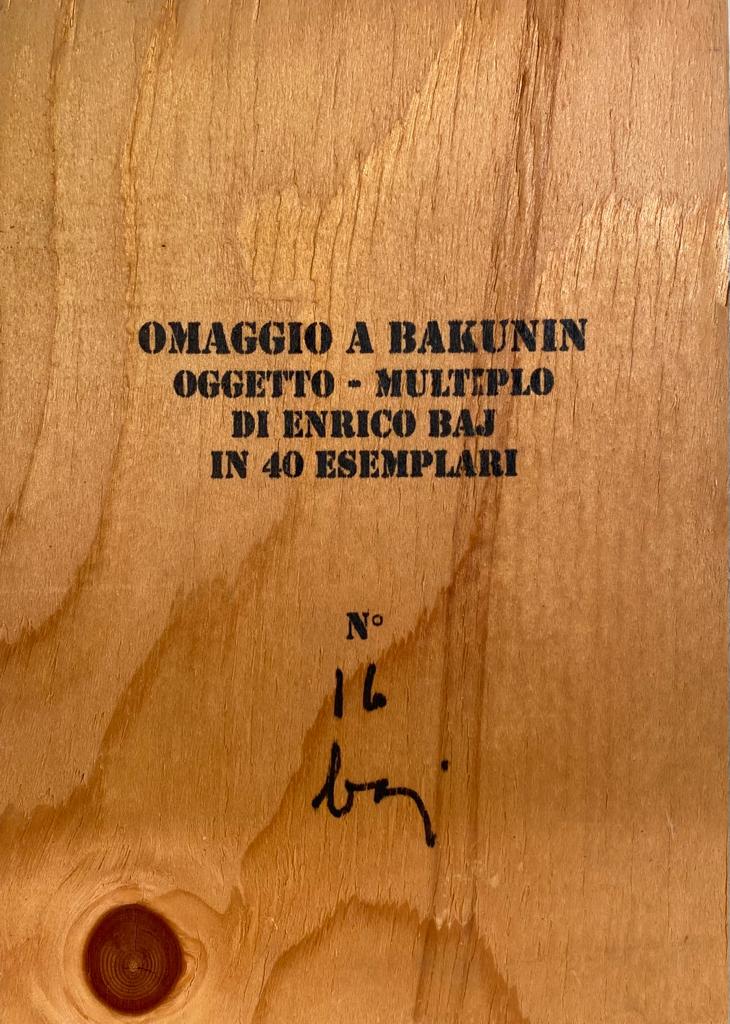 OMAGGIO A BAKUNIN
OGGETTO - MULTIPLO
DI ENRICO BAJ
IN 40 ESEMPLARI
N°
16
baj